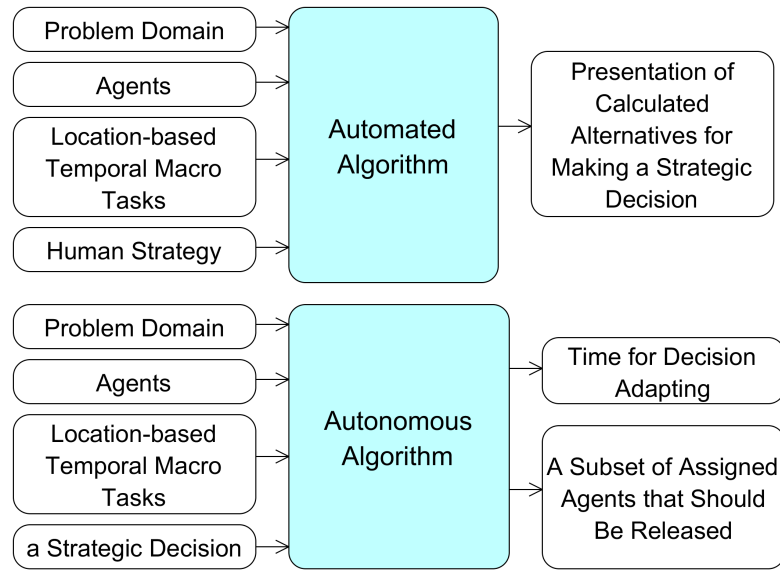 Problem Domain
Agents
Location-based
Temporal Macro
Tasks
Human Strategy
Automated
Algorithm
Presentation of
Calculated
Alternatives for
Making a Strategic
Decision
Problem Domain
Agents
Location-based
Temporal Macro
Tasks
a Strategic Decision
Autonomous
Algorithm
Time for Decision
Adapting
A Subset of Assigned
Agents that Should
Be Released